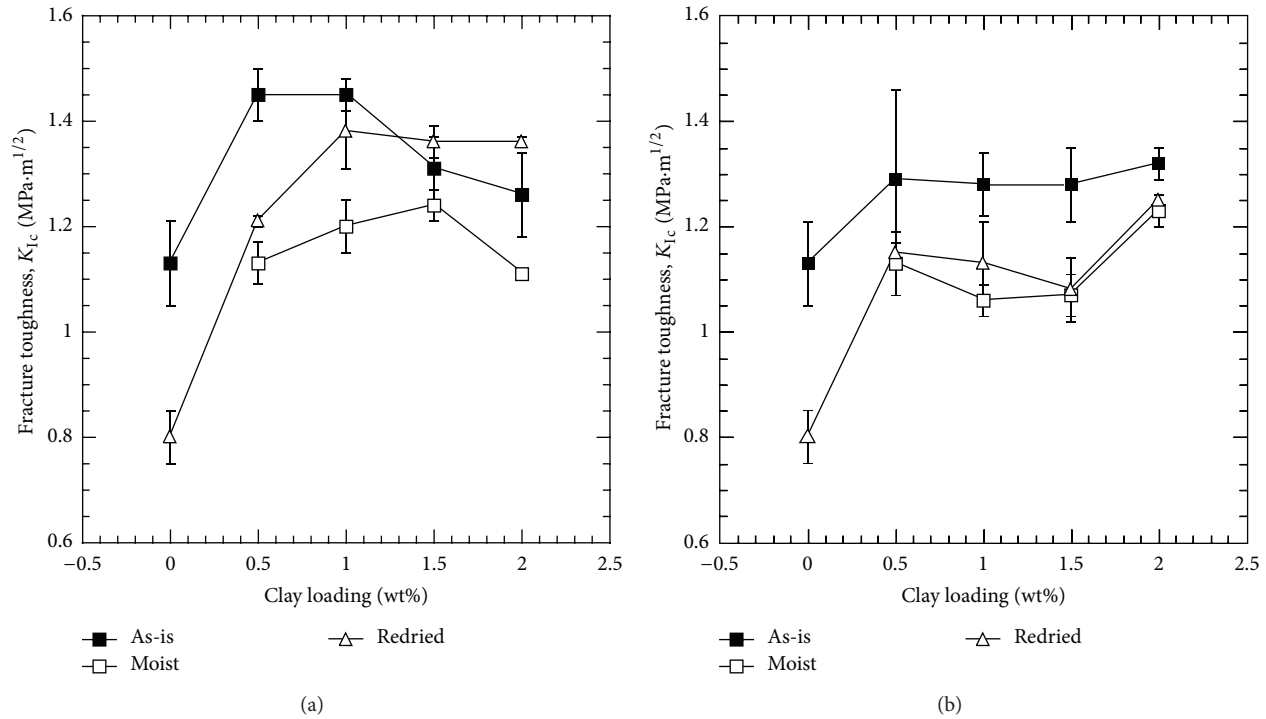 Fracture toughness, K_Ic (MPa·m^1/2)
1.6
1.4
1.2
1
0.8
0.6
−0.5 0 0.5 1 1.5 2 2.5
Clay loading (wt%)
As-is
Moist
Redried
(a)
Fracture toughness, K_Ic (MPa·m^1/2)
1.6
1.4
1.2
1
0.8
0.6
−0.5 0 0.5 1 1.5 2 2.5
Clay loading (wt%)
As-is
Moist
Redried
(b)